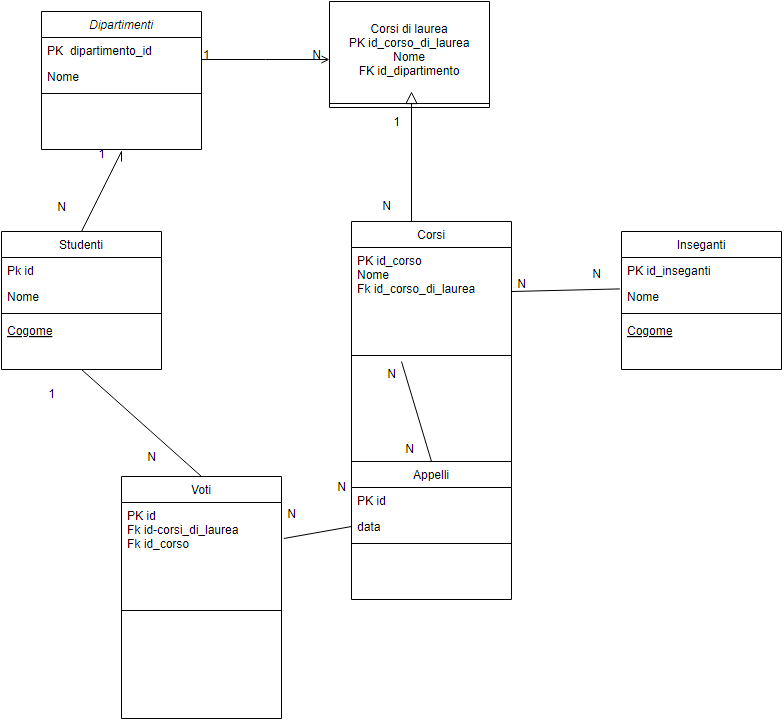 Dipartimenti
PK dipartimento_id
Nome
1
N
Corsi di laurea
PK id_corso_di_laurea
Nome
FK id_dipartimento
1
N
1
N
Studenti
Pk id
Nome
Cogome
Corsi
PK id_corso
Nome
Fk id_corso_di_laurea
N
N
Inseganti
PK id_inseganti
Nome
Cogome
1
N
N
N
Voti
PK id
Fk id-corsi_di_laurea
Fk id_corso
N
N
Appelli
PK id
data